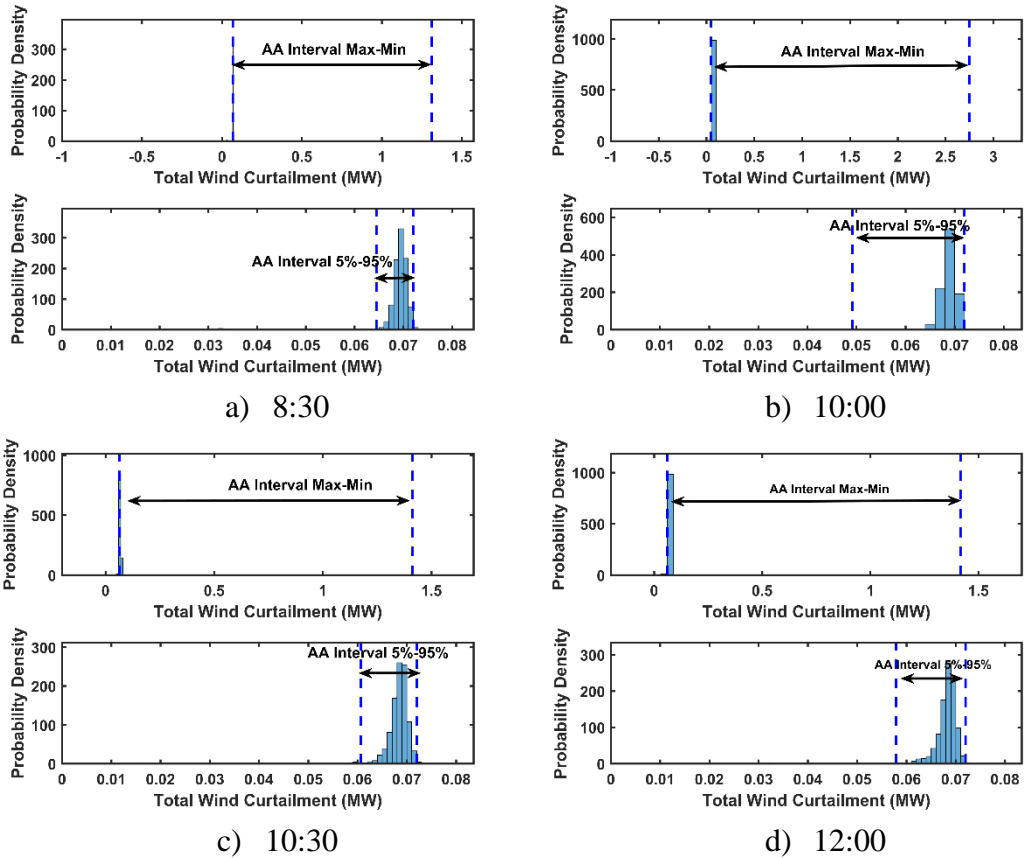 Probability Density
300
200
100
0
AA Interval Max-Min
-1 -0.5 0 0.5 1 1.5
Total Wind Curtailment (MW)
Probability Density
300
200
100
0
AA Interval 5%-95%
0 0.01 0.02 0.03 0.04 0.05 0.06 0.07 0.08
Total Wind Curtailment (MW)
a) 8:30
Probability Density
1000
500
0
AA Interval Max-Min
-1 -0.5 0 0.5 1 1.5 2 2.5 3
Total Wind Curtailment (MW)
Probability Density
600
400
200
0
AA Interval 5%-95%
0 0.01 0.02 0.03 0.04 0.05 0.06 0.07 0.08
Total Wind Curtailment (MW)
b) 10:00
Probability Density
1000
500
0
AA Interval Max-Min
0 0.5 1 1.5
Total Wind Curtailment (MW)
Probability Density
300
200
100
0
AA Interval 5%-95%
0 0.01 0.02 0.03 0.04 0.05 0.06 0.07 0.08
Total Wind Curtailment (MW)
c) 10:30
Probability Density
1000
500
0
AA Interval Max-Min
0 0.5 1 1.5
Total Wind Curtailment (MW)
Probability Density
300
200
100
0
AA Interval 5%-95%
0 0.01 0.02 0.03 0.04 0.05 0.06 0.07 0.08
Total Wind Curtailment (MW)
d) 12:00